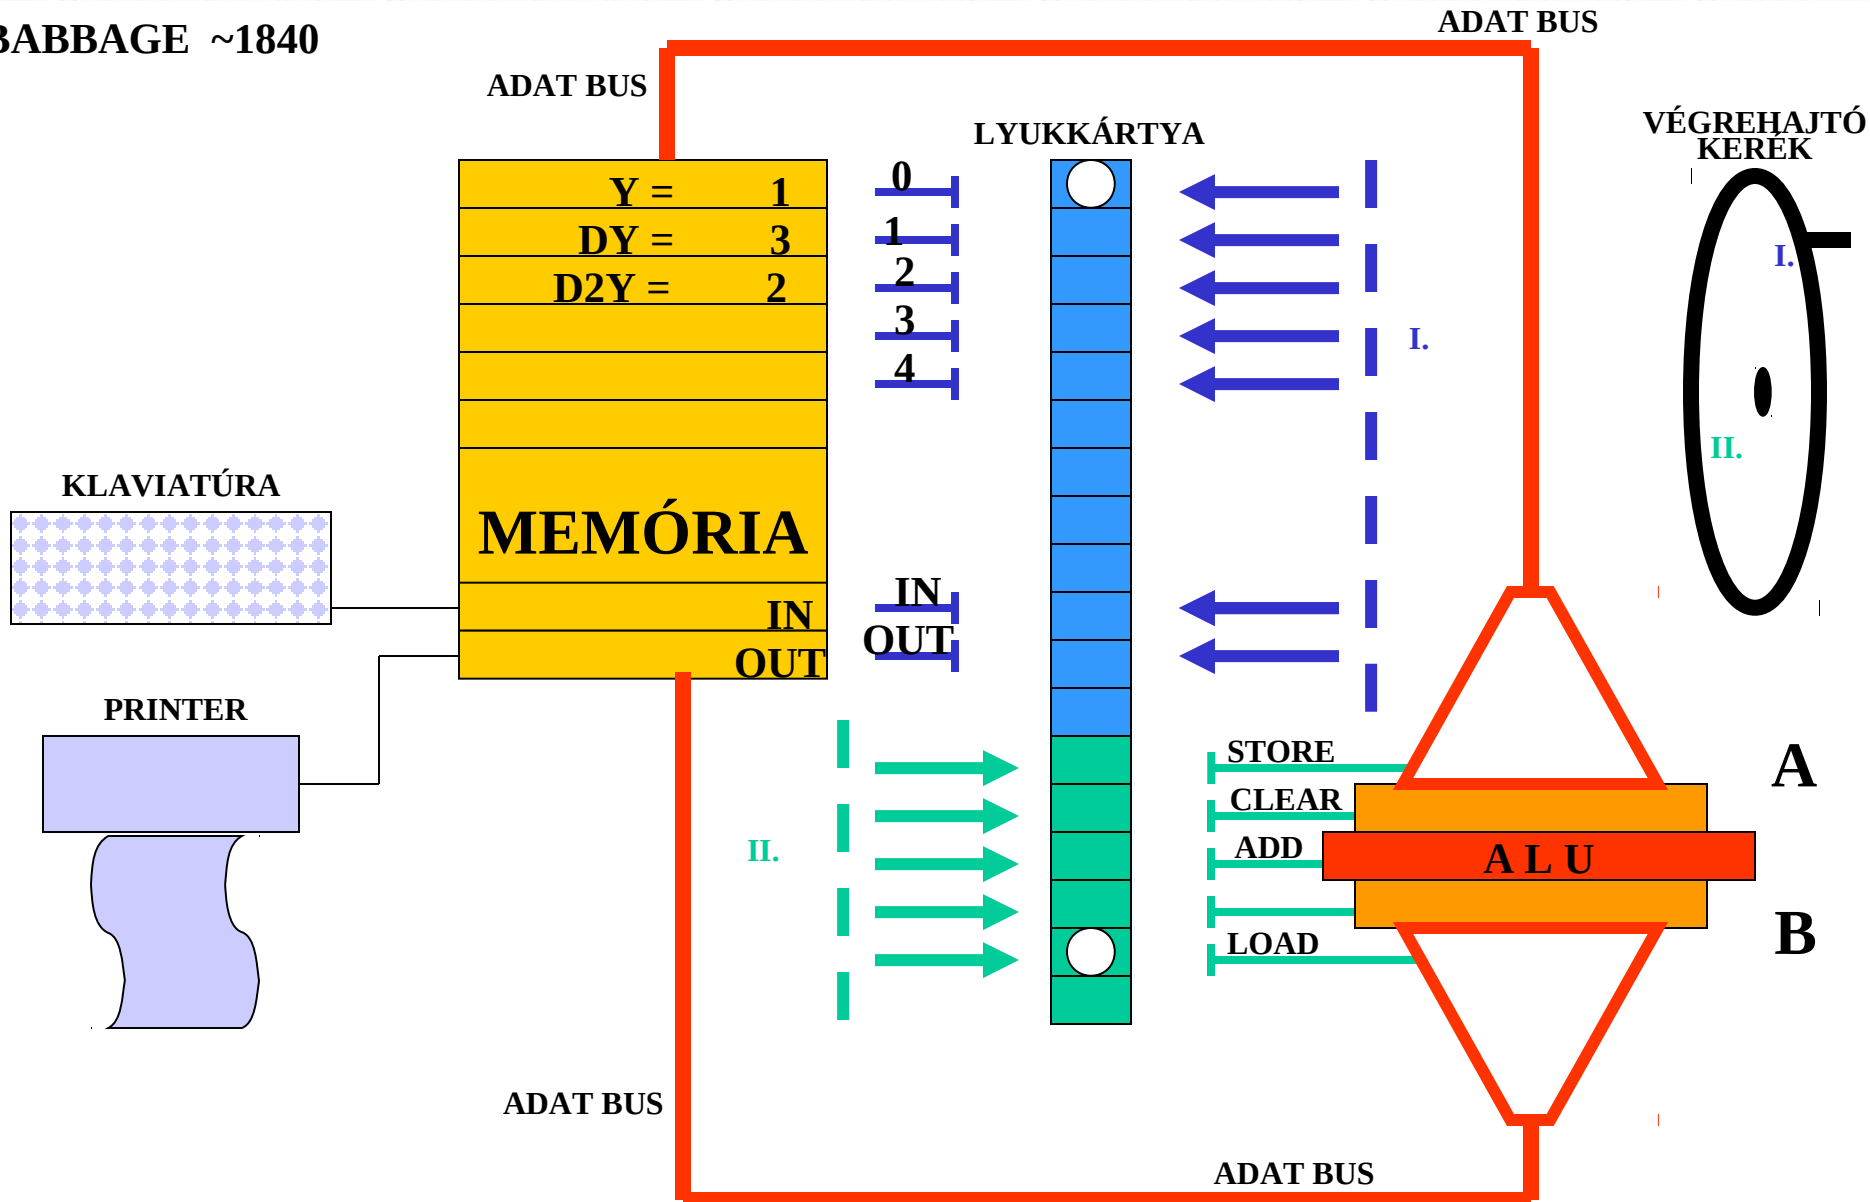 BABBAGE ~1840
ADAT BUS
ADAT BUS
LYUKKÁRTYA
VÉGREHAJTÓ
KERÉK
Y = 1
DY = 3
D2Y = 2
0
1
2
3
4
I.
I.
II.
KLAVIATÚRA
MEMÓRIA
IN
OUT
IN
OUT
PRINTER
II.
STORE
CLEAR
ADD
LOAD
A
A L U
B
ADAT BUS
ADAT BUS